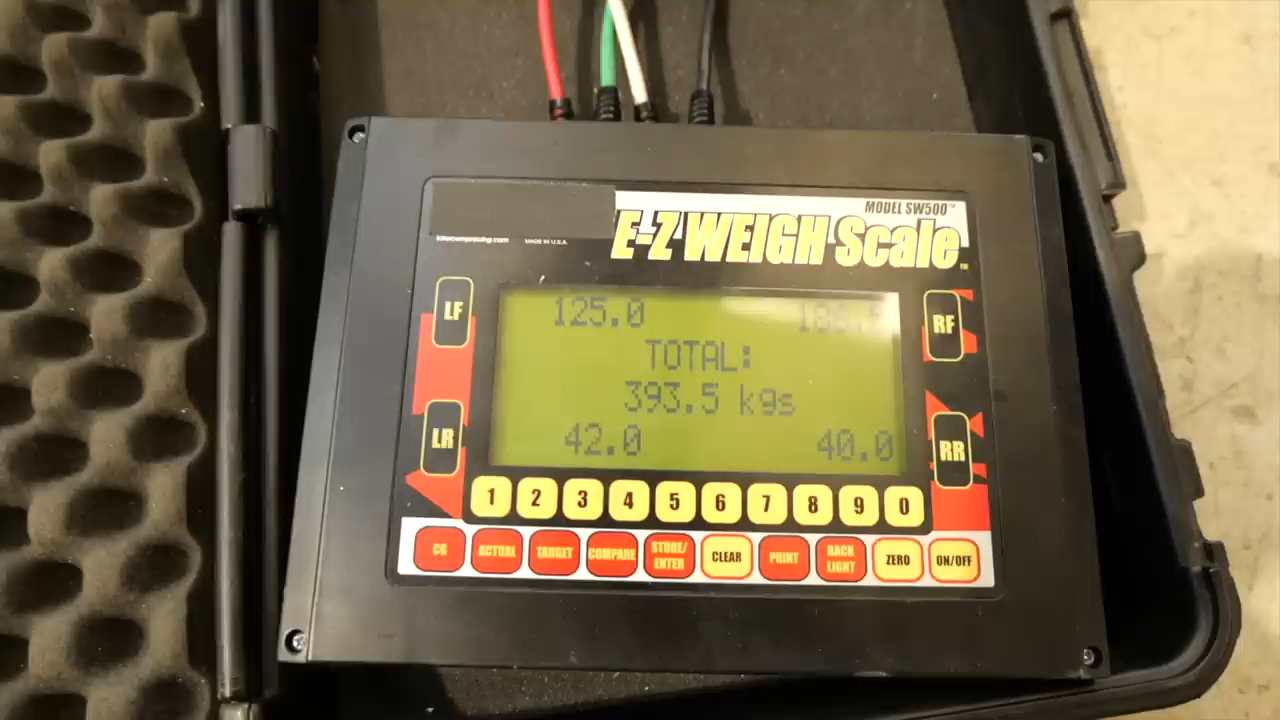 MODEL SW500™
E-Z WEIGH Scale™
intercompracing.com MADE IN U.S.A.
LF
RF
125.0
TOTAL:
393.5 kgs
LR
RR
42.0 40.0
1 2 3 4 5 6 7 8 9 0
CG ACTUAL TARGET COMPARE STORE/ENTER CLEAR PRINT BACK LIGHT ZERO ON/OFF